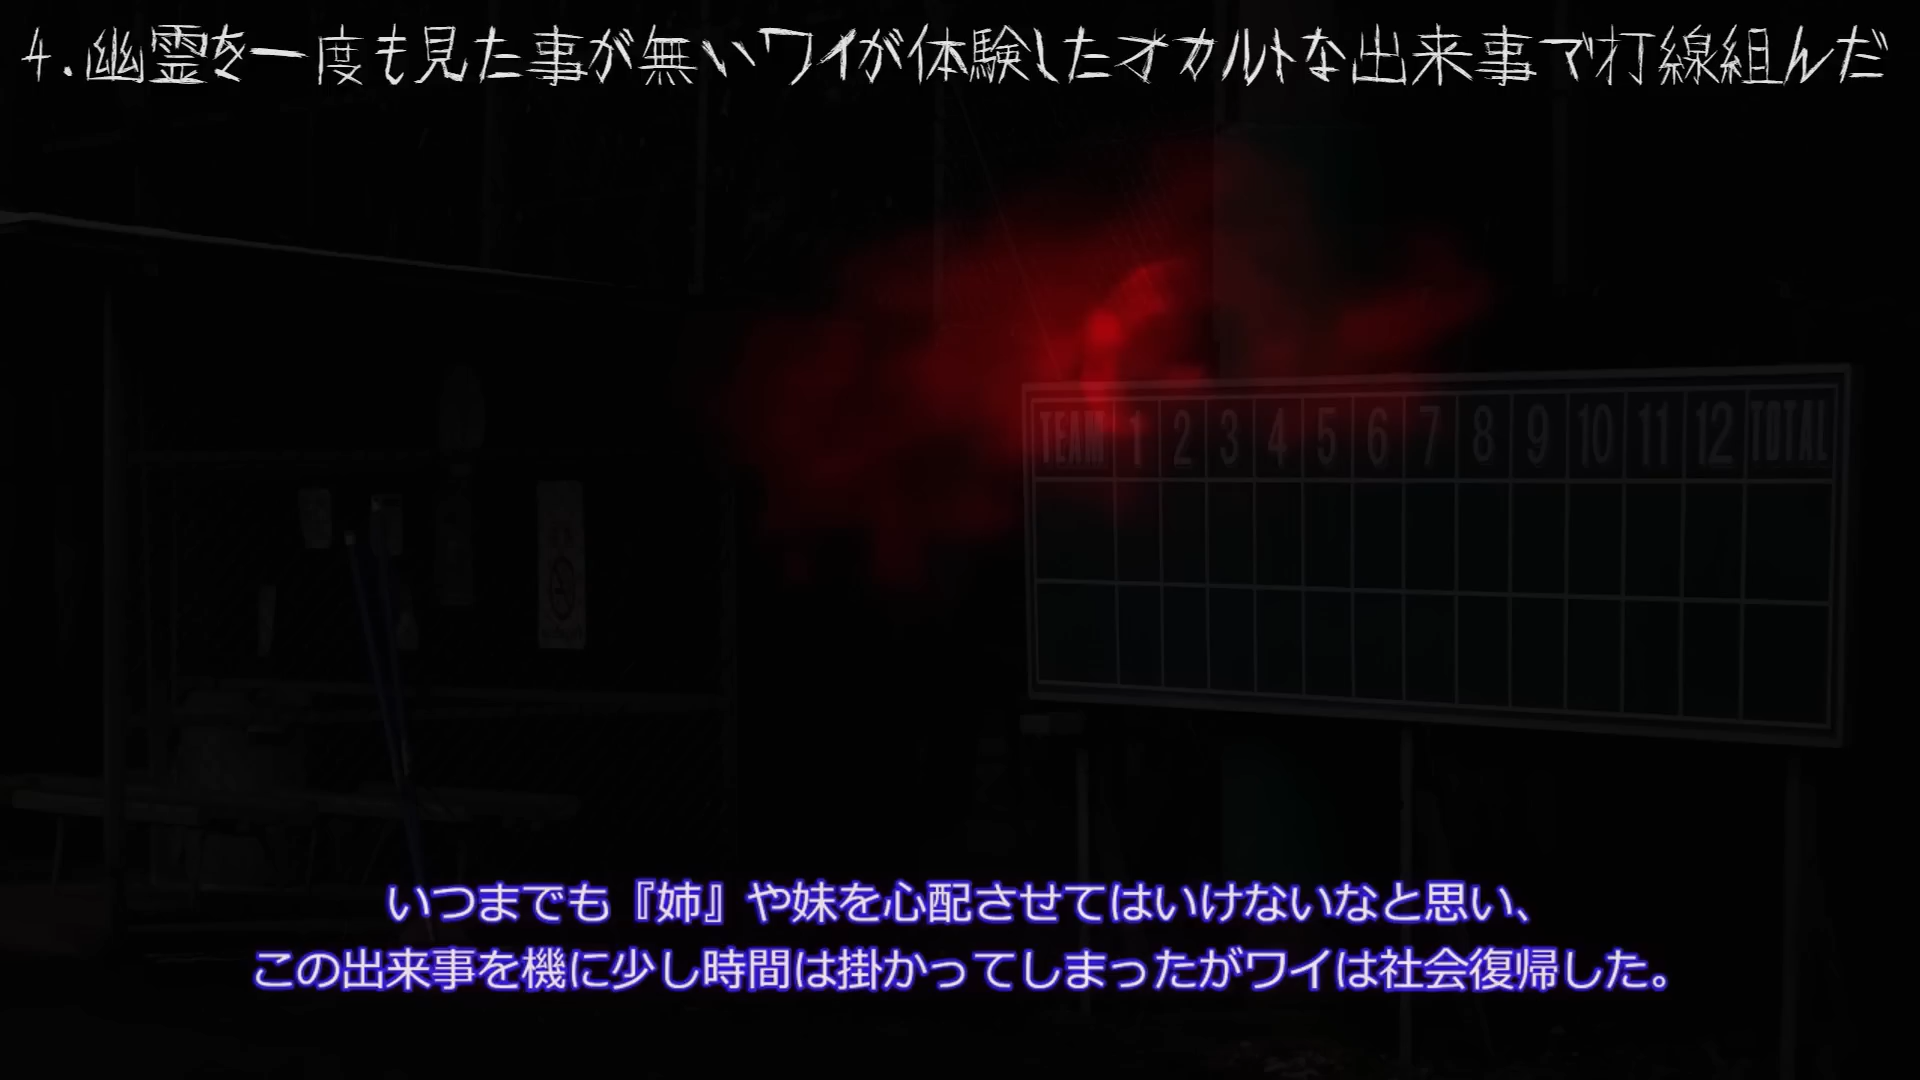 4.幽霊を一度も見た事が無いワイが体験したオカルトな出来事で打線組んだ
TEAM 1 2 3 4 5 6 7 8 9 10 11 12 TOTAL
いつまでも『姉』や妹を心配させてはいけないなと思い、
この出来事を機に少し時間は掛かってしまったがワイは社会復帰した。